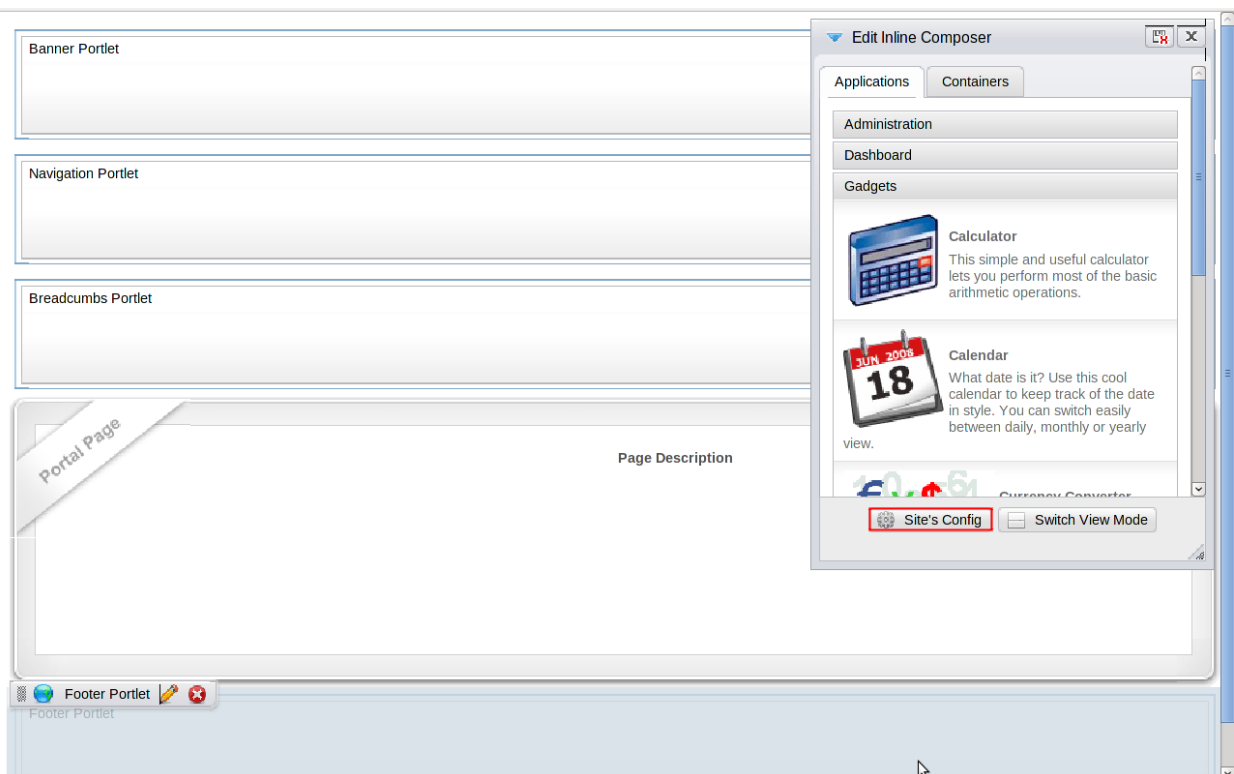 Banner Portlet
Navigation Portlet
Breadcumbs Portlet
Portal Page
Page Description
Footer Portlet
Footer Portlet
Edit Inline Composer
Applications
Containers
Administration
Dashboard
Gadgets
Calculator
This simple and useful calculator
lets you perform most of the basic
arithmetic operations.
JUN 2008
18
Calendar
What date is it? Use this cool
calendar to keep track of the date
in style. You can switch easily
between daily, monthly or yearly
view.
Currency Converter
Site's Config
Switch View Mode